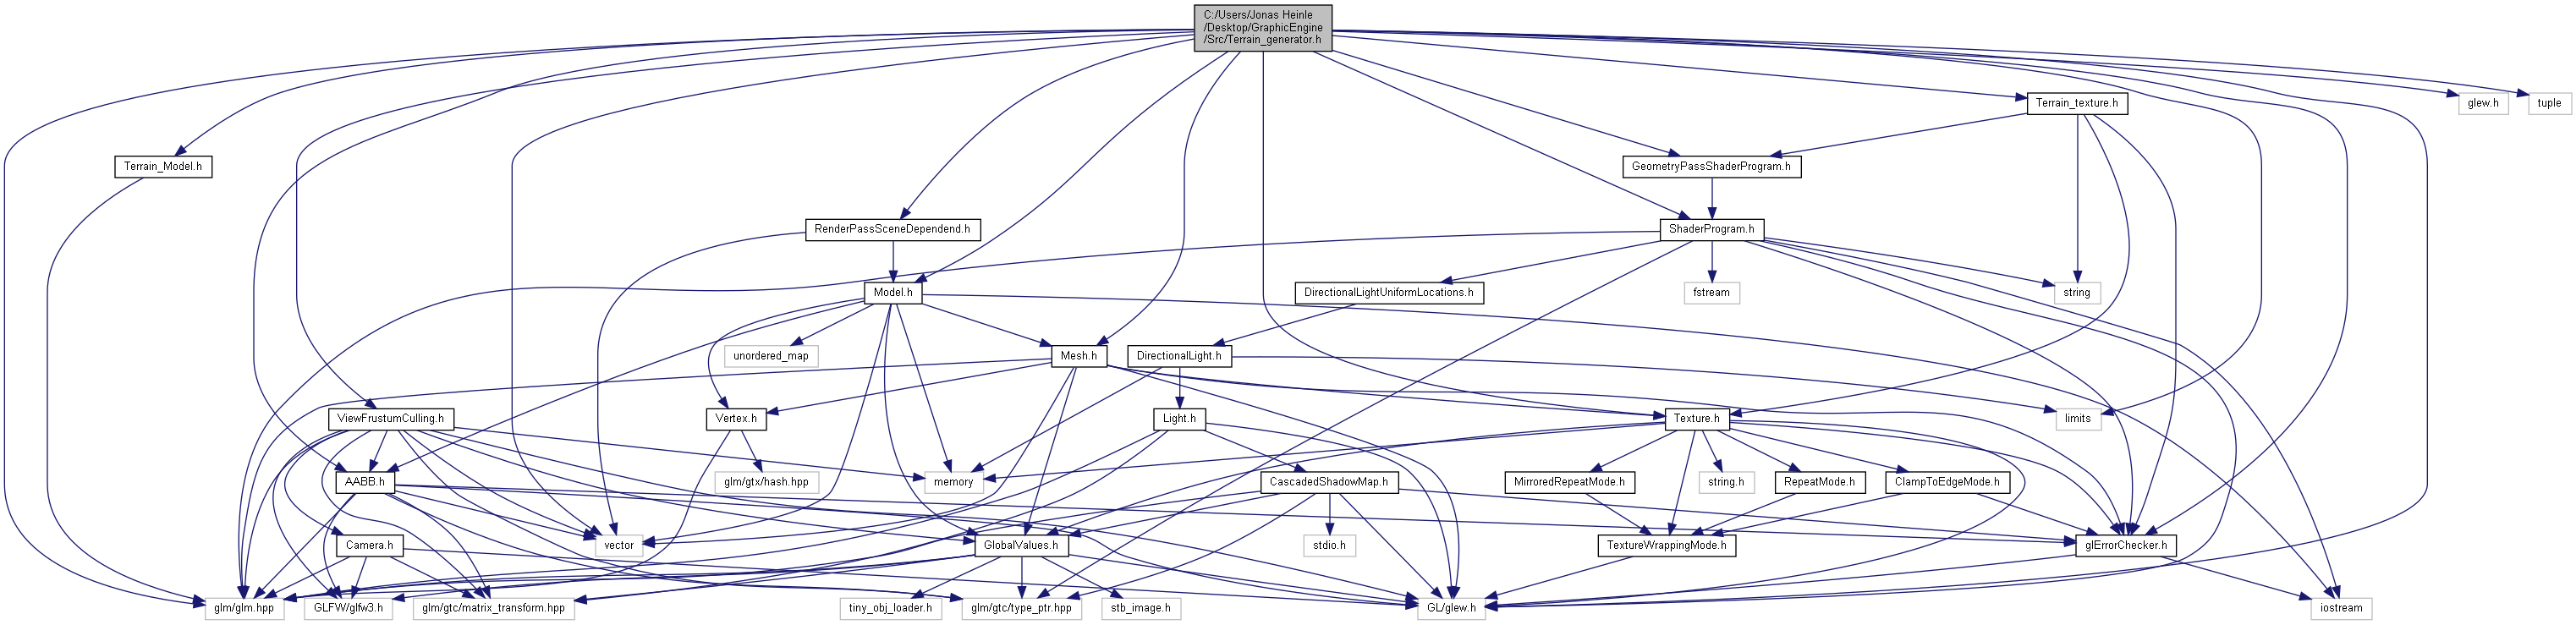 C:/Users/Jonas Heinle
/Desktop/GraphicEngine
/Src/Terrain_generator.h
Terrain_texture.h
glew.h
tuple
Terrain_Model.h
GeometryPassShaderProgram.h
RenderPassSceneDependend.h
ShaderProgram.h
Model.h
DirectionalLightUniformLocations.h
fstream
string
unordered_map
Mesh.h
DirectionalLight.h
ViewFrustumCulling.h
Vertex.h
Light.h
Texture.h
limits
AABB.h
glm/gtx/hash.hpp
memory
CascadedShadowMap.h
MirroredRepeatMode.h
string.h
RepeatMode.h
ClampToEdgeMode.h
Camera.h
vector
GlobalValues.h
stdio.h
TextureWrappingMode.h
glErrorChecker.h
glm/glm.hpp
GLFW/glfw3.h
glm/gtc/matrix_transform.hpp
tiny_obj_loader.h
glm/gtc/type_ptr.hpp
stb_image.h
GL/glew.h
iostream